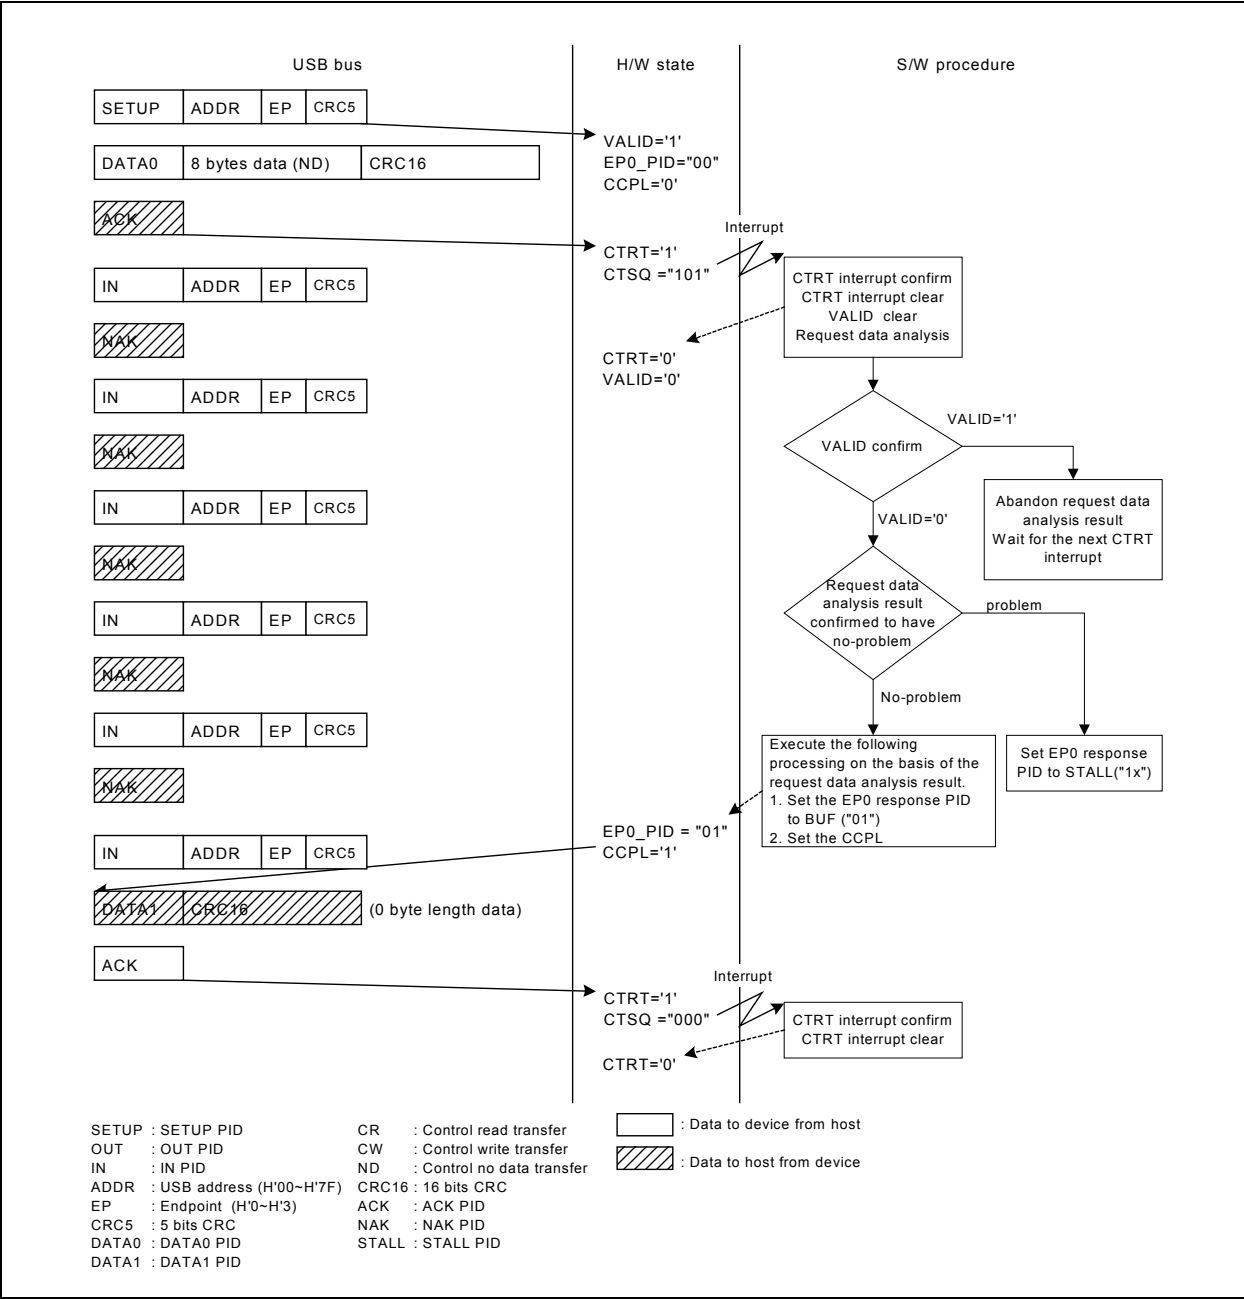 USB bus
H/W state
S/W procedure
SETUP ADDR EP CRC5
VALID='1'
EP0_PID="00"
CCPL='0'
DATA0 8 bytes data (ND) CRC16
ACK
Interrupt
CTRT='1'
CTSQ ="101"
CTRT interrupt confirm
CTRT interrupt clear
VALID clear
Request data analysis
IN ADDR EP CRC5
NAK
CTRT='0'
VALID='0'
IN ADDR EP CRC5
VALID='1'
VALID confirm
NAK
Abandon request data
analysis result
Wait for the next CTRT
interrupt
IN ADDR EP CRC5
VALID='0'
NAK
Request data
analysis result
confirmed to have
no-problem
problem
IN ADDR EP CRC5
NAK
No-problem
IN ADDR EP CRC5
Execute the following
processing on the basis of the
request data analysis result.
1. Set the EP0 response PID
to BUF ("01")
2. Set the CCPL
Set EP0 response
PID to STALL("1x")
NAK
EP0_PID = "01"
CCPL='1'
IN ADDR EP CRC5
DATA1 CRC16 (0 byte length data)
ACK
Interrupt
CTRT='1'
CTSQ ="000"
CTRT interrupt confirm
CTRT interrupt clear
CTRT='0'
SETUP : SETUP PID
OUT : OUT PID
IN : IN PID
ADDR : USB address (H'00~H'7F)
EP : Endpoint (H'0~H'3)
CRC5 : 5 bits CRC
DATA0 : DATA0 PID
DATA1 : DATA1 PID
CR : Control read transfer
CW : Control write transfer
ND : Control no data transfer
CRC16 : 16 bits CRC
ACK : ACK PID
NAK : NAK PID
STALL : STALL PID
: Data to device from host
: Data to host from device